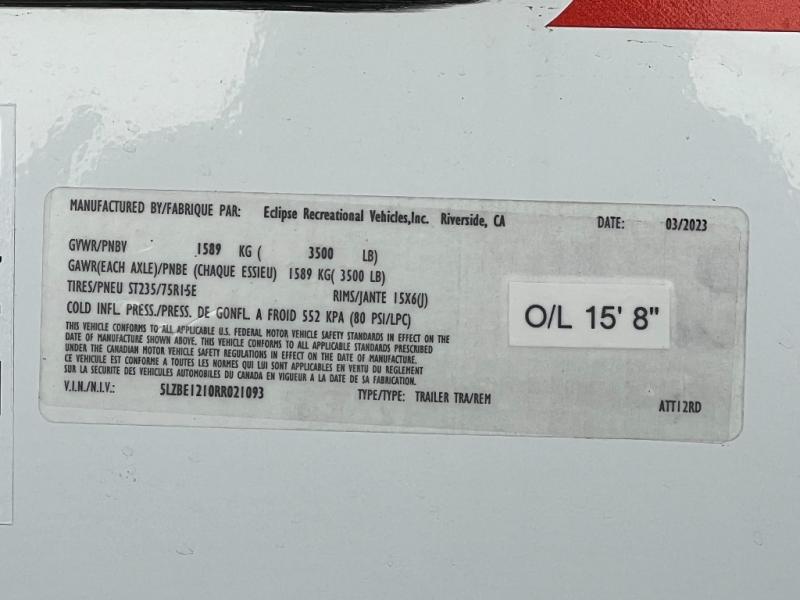 MANUFACTURED BY/FABRIQUE PAR: Eclipse Recreational Vehicles,Inc. Riverside, CA DATE: 03/2023
GVWR/PNBV 1589 KG ( 3500 LB)
GAWR(EACH AXLE)/PNBE (CHAQUE ESSIEU) 1589 KG( 3500 LB)
TIRES/PNEU ST235/75R15E RIMS/JANTE 15X6(J)
COLD INFL. PRESS./PRESS. DE GONFL. A FROID 552 KPA (80 PSI/LPC)
O/L 15' 8"
THIS VEHICLE CONFORMS TO ALL APPLICABLE U.S. FEDERAL MOTOR VEHICLE SAFETY STANDARDS IN EFFECT ON THE
DATE OF MANUFACTURE SHOWN ABOVE. THIS VEHICLE CONFORMS TO ALL APPLICABLE STANDARDS PRESCRIBED
UNDER THE CANADIAN MOTOR VEHICLE SAFETY REGULATIONS IN EFFECT ON THE DATE OF MANUFACTURE.
CE VEHICULE EST CONFORME A TOUTES LES NORMES QUI LUI SONT APPLICABLES EN VERTU DU REGLEMENT
SUR LA SECURITE DES VEHICULES AUTOMOBILES DU CANADA EN VIGUEUR A LA DATE DE SA FABRICATION.
V.I.N./N.I.V.: 5LZBE1210RR021093 TYPE/TYPE: TRAILER TRA/REM ATT12RD